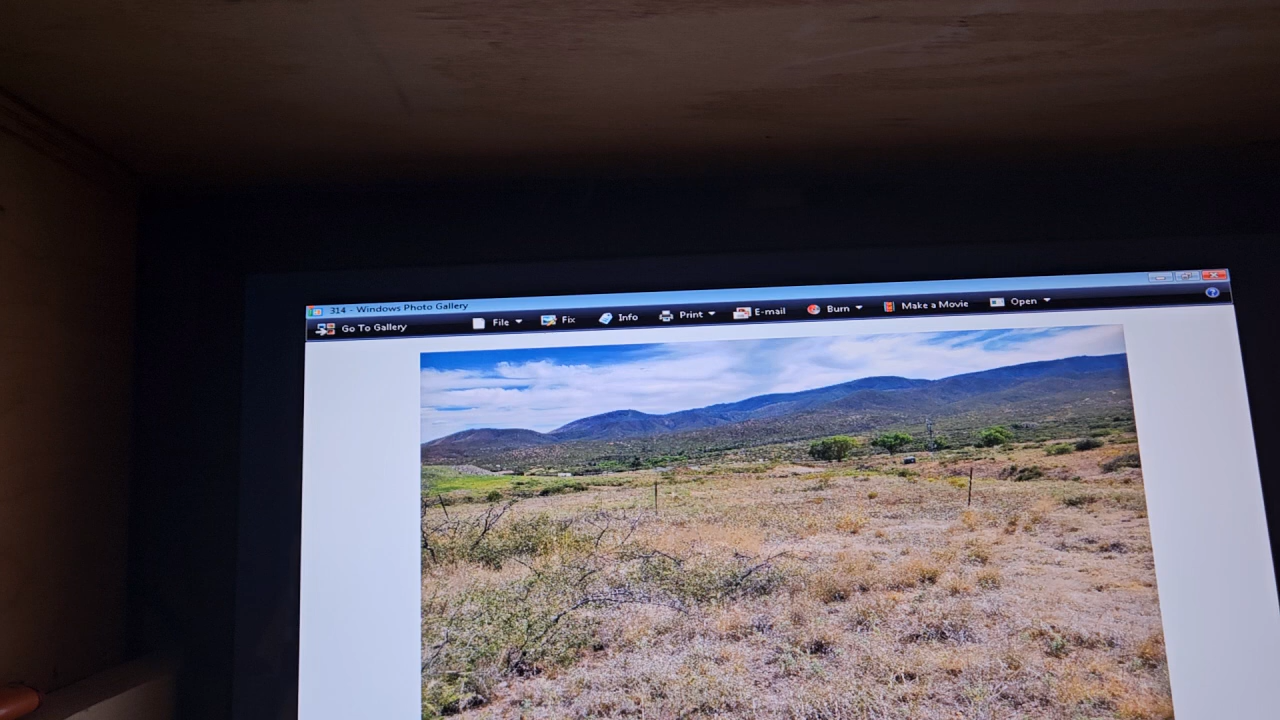 314 - Windows Photo Gallery
Go To Gallery File Fix Info Print E-mail Burn Make a Movie Open